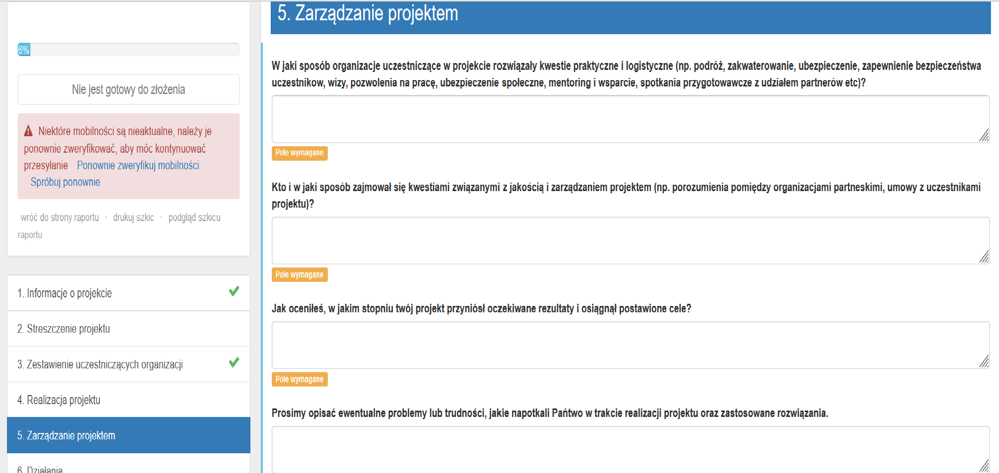 6%
Nie jest gotowy do złożenia
Niektóre mobilności są nieaktualne, należy je
ponownie zweryfikować, aby móc kontynuować
przesyłanie Ponownie zweryfikuj mobilności
Spróbuj ponownie
wróć do strony raportu · drukuj szkic · podgląd szkicu
raportu
1. Informacje o projekcie
2. Streszczenie projektu
3. Zestawienie uczestniczących organizacji
4. Realizacja projektu
5. Zarządzanie projektem
6. Działania
5. Zarządzanie projektem
W jaki sposób organizacje uczestniczące w projekcie rozwiązały kwestie praktyczne i logistyczne (np. podróż, zakwaterowanie, ubezpieczenie, zapewnienie bezpieczeństwa
uczestnikow, wizy, pozwolenia na pracę, ubezpieczenie społeczne, mentoring i wsparcie, spotkania przygotowawcze z udziałem partnerów etc)?
Pole wymagane
Kto i w jaki sposób zajmował się kwestiami związanymi z jakością i zarządzaniem projektem (np. porozumienia pomiędzy organizacjami partneskimi, umowy z uczestnikami
projektu)?
Pole wymagane
Jak oceniłeś, w jakim stopniu twój projekt przyniósł oczekiwane rezultaty i osiągnął postawione cele?
Pole wymagane
Prosimy opisać ewentualne problemy lub trudności, jakie napotkali Pańtwo w trakcie realizacji projektu oraz zastosowane rozwiązania.